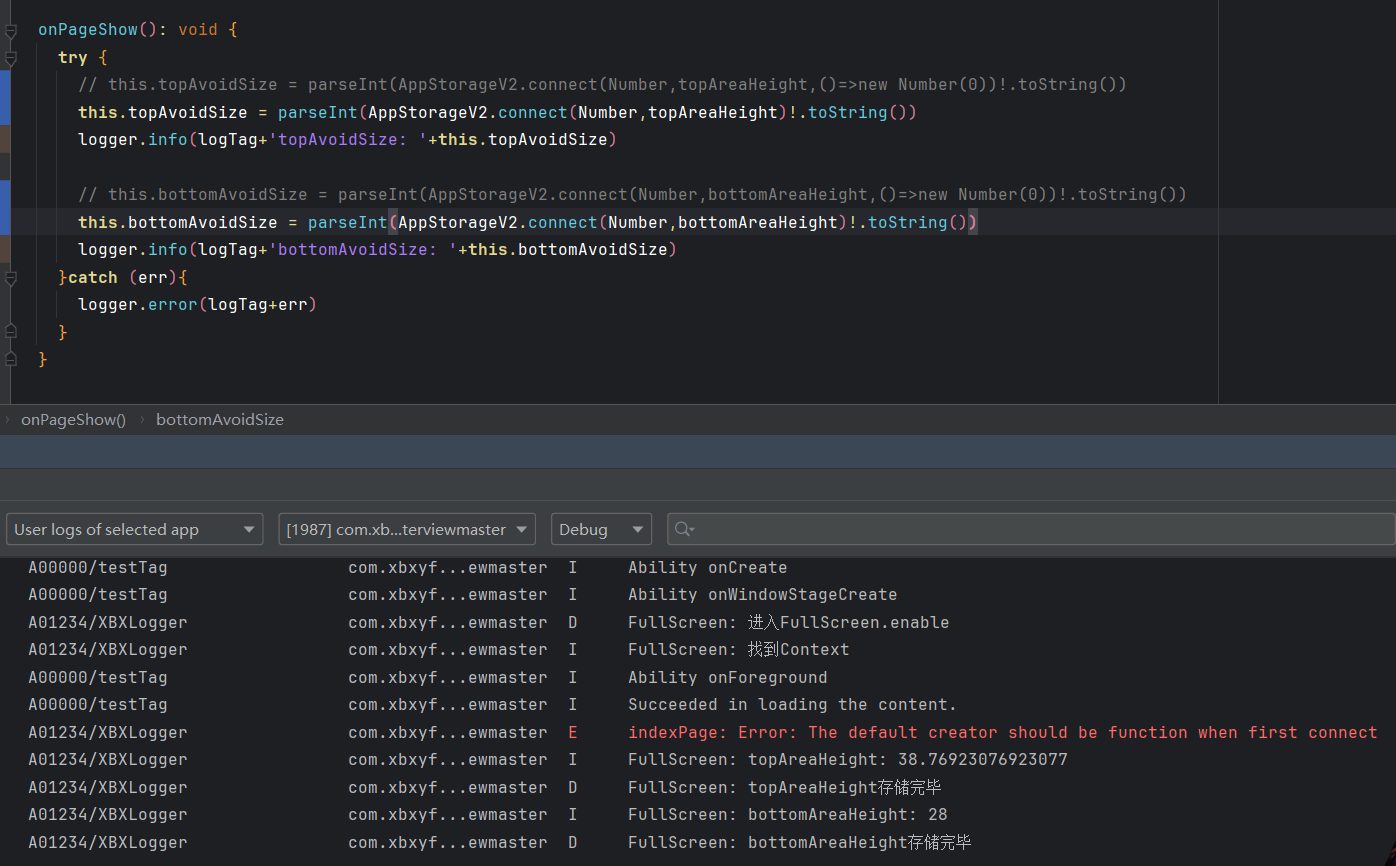 onPageShow(): void {
try {
// this.topAvoidSize = parseInt(AppStorageV2.connect(Number,topAreaHeight,()=>new Number(0))!.toString())
this.topAvoidSize = parseInt(AppStorageV2.connect(Number,topAreaHeight)!.toString())
logger.info(logTag+'topAvoidSize: '+this.topAvoidSize)
// this.bottomAvoidSize = parseInt(AppStorageV2.connect(Number,bottomAreaHeight,()=>new Number(0))!.toString())
this.bottomAvoidSize = parseInt(AppStorageV2.connect(Number,bottomAreaHeight)!.toString())
logger.info(logTag+'bottomAvoidSize: '+this.bottomAvoidSize)
}catch (err){
logger.error(logTag+err)
}
}
onPageShow() › bottomAvoidSize
User logs of selected app [1987] com.xb...terviewmaster Debug
A00000/testTag com.xbxyf...ewmaster I Ability onCreate
A00000/testTag com.xbxyf...ewmaster I Ability onWindowStageCreate
A01234/XBXLogger com.xbxyf...ewmaster D FullScreen: 进入FullScreen.enable
A01234/XBXLogger com.xbxyf...ewmaster I FullScreen: 找到Context
A00000/testTag com.xbxyf...ewmaster I Ability onForeground
A00000/testTag com.xbxyf...ewmaster I Succeeded in loading the content.
A01234/XBXLogger com.xbxyf...ewmaster E indexPage: Error: The default creator should be function when first connect
A01234/XBXLogger com.xbxyf...ewmaster I FullScreen: topAreaHeight: 38.76923076923077
A01234/XBXLogger com.xbxyf...ewmaster D FullScreen: topAreaHeight存储完毕
A01234/XBXLogger com.xbxyf...ewmaster I FullScreen: bottomAreaHeight: 28
A01234/XBXLogger com.xbxyf...ewmaster D FullScreen: bottomAreaHeight存储完毕